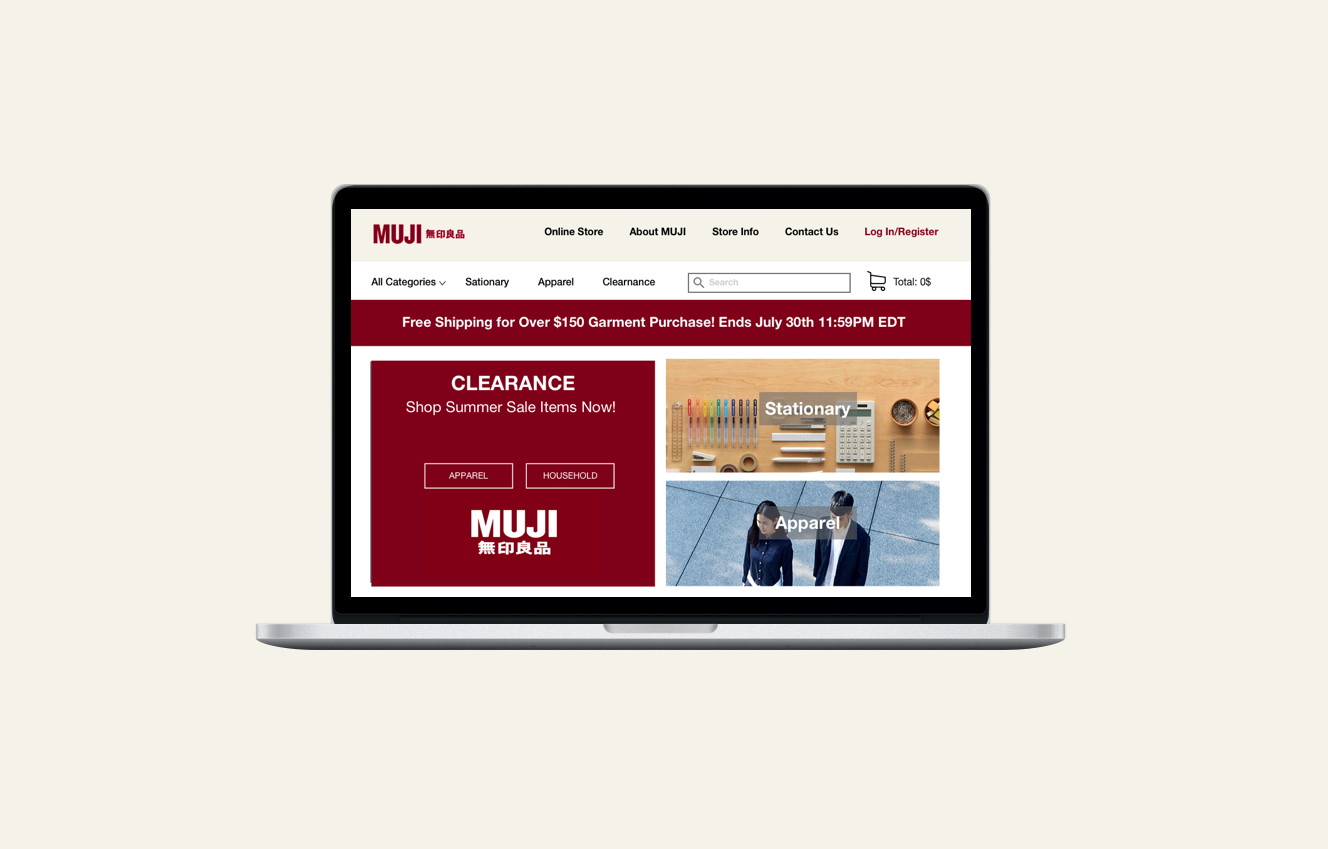 MUJI 無印良品
Online Store About MUJI Store Info Contact Us Log In/Register
All Categories Sationary Apparel Clearnance Search Total: 0$
Free Shipping for Over $150 Garment Purchase! Ends July 30th 11:59PM EDT
CLEARANCE
Shop Summer Sale Items Now!
APPAREL HOUSEHOLD
MUJI
無印良品
Stationary
Apparel